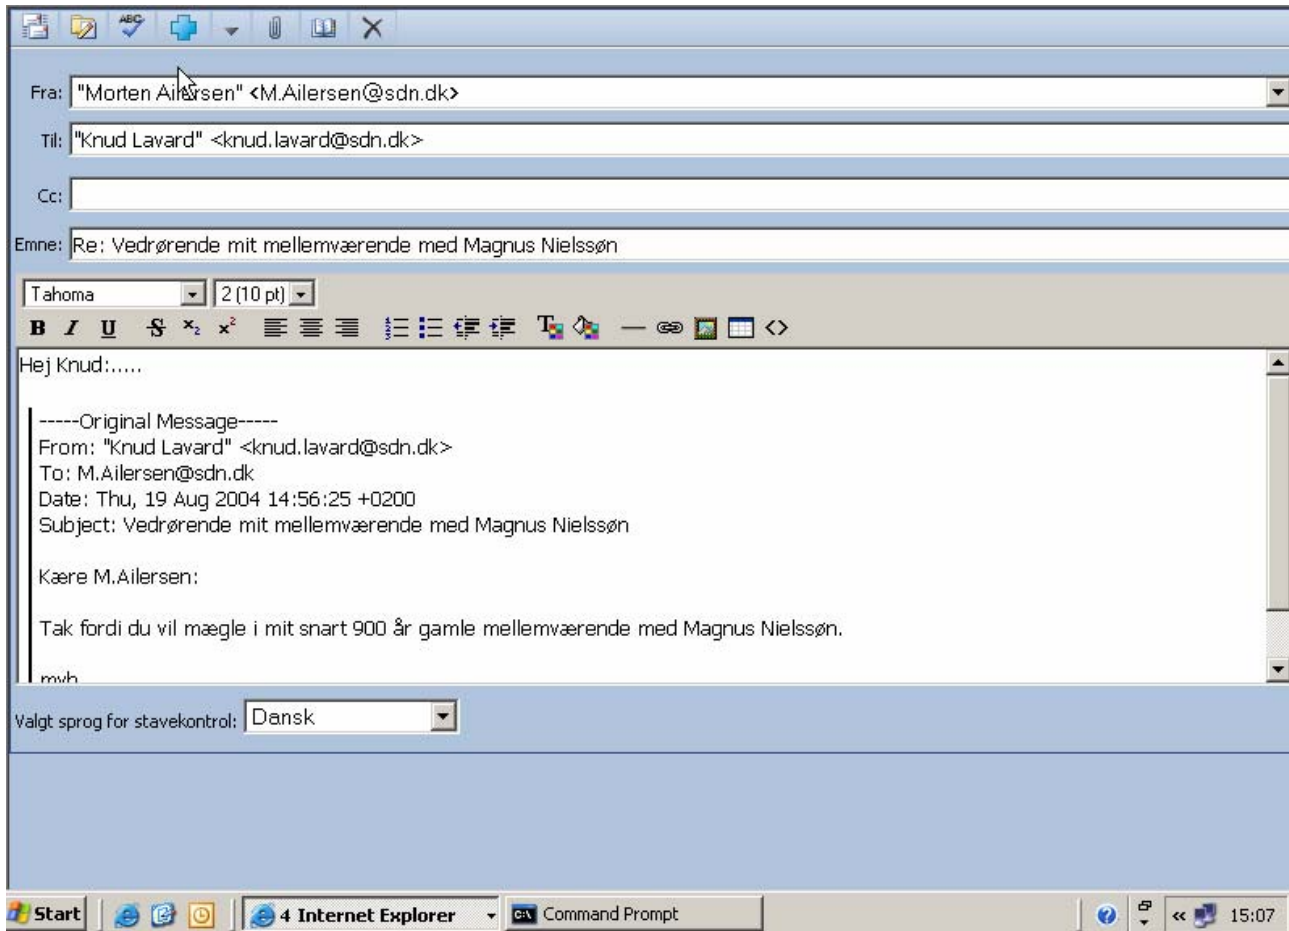 ABC
Fra: "Morten Ailersen" <M.Ailersen@sdn.dk>
Til: "Knud Lavard" <knud.lavard@sdn.dk>
Cc:
Emne: Re: Vedrørende mit mellemværende med Magnus Nielssøn
Tahoma 2 (10 pt)
B I U S x₂ x²
Hej Knud:.....
-----Original Message-----
From: "Knud Lavard" <knud.lavard@sdn.dk>
To: M.Ailersen@sdn.dk
Date: Thu, 19 Aug 2004 14:56:25 +0200
Subject: Vedrørende mit mellemværende med Magnus Nielssøn
Kære M.Ailersen:
Tak fordi du vil mægle i mit snart 900 år gamle mellemværende med Magnus Nielssøn.
mvh
Valgt sprog for stavekontrol: Dansk
Start 4 Internet Explorer Command Prompt 15:07